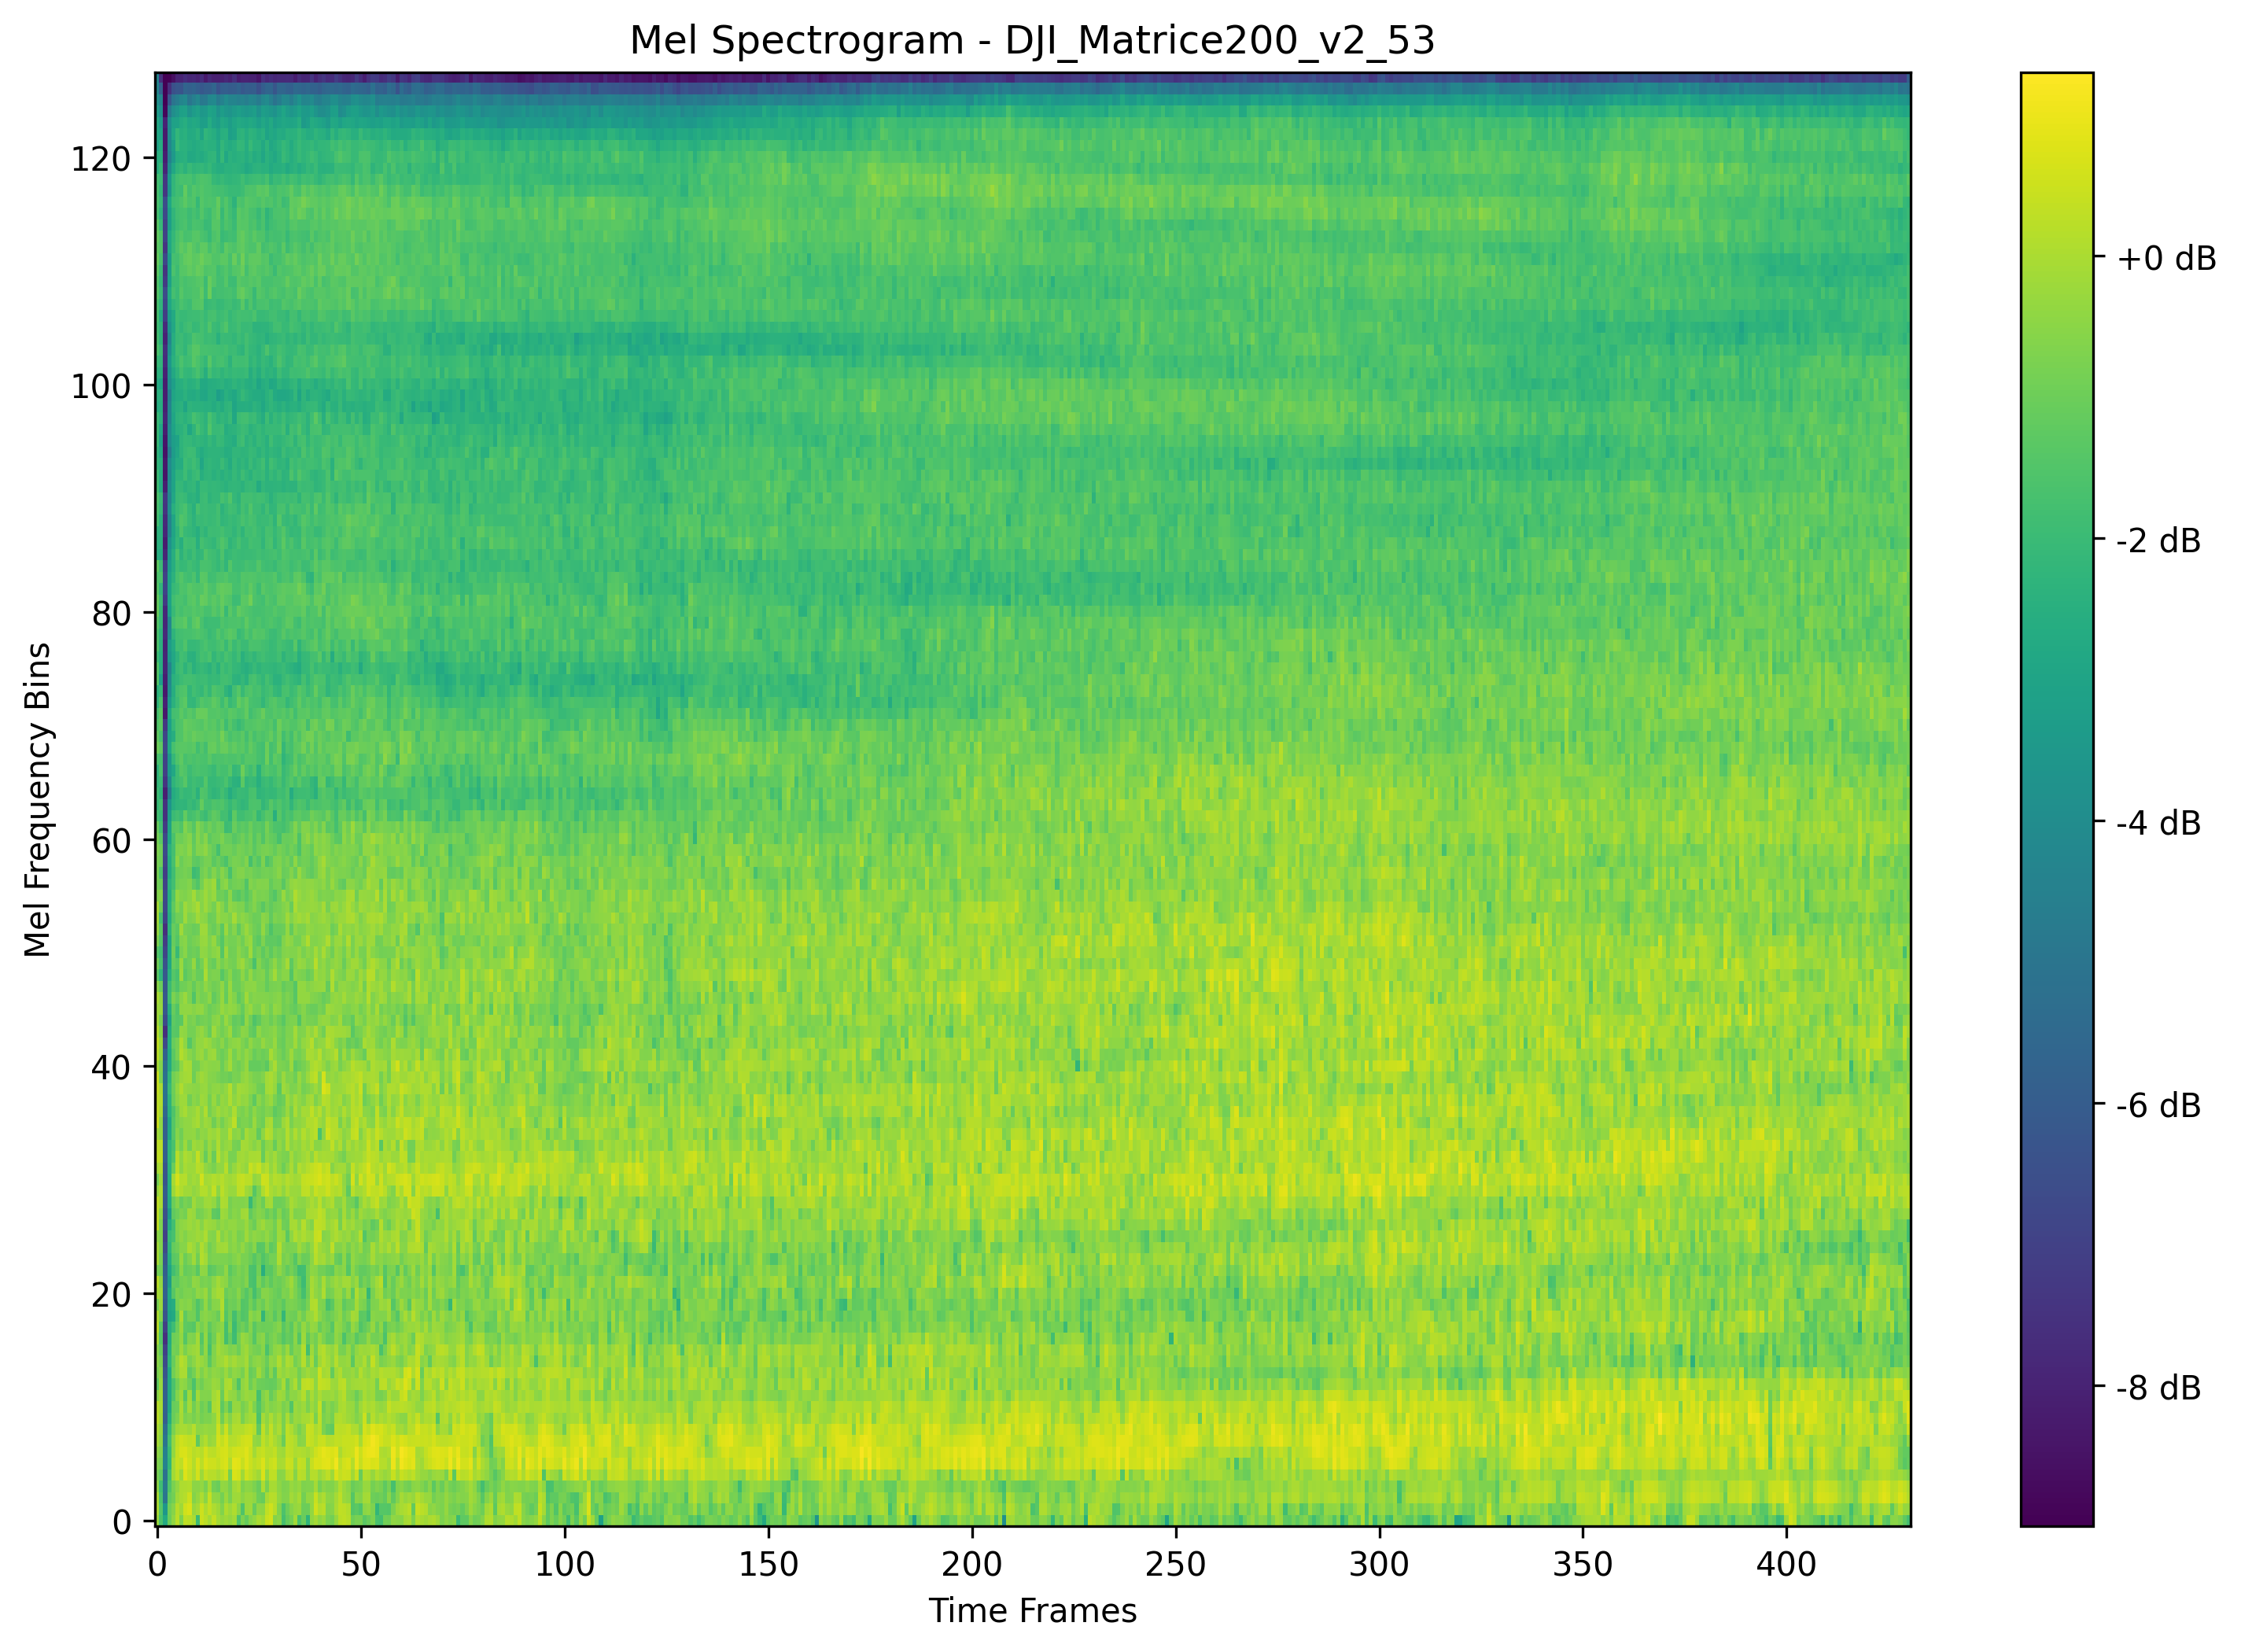 Mel Spectrogram - DJI_Matrice200_v2_53
120
100
80
60
40
20
0
Mel Frequency Bins
0 50 100 150 200 250 300 350 400
Time Frames
+0 dB
-2 dB
-4 dB
-6 dB
-8 dB